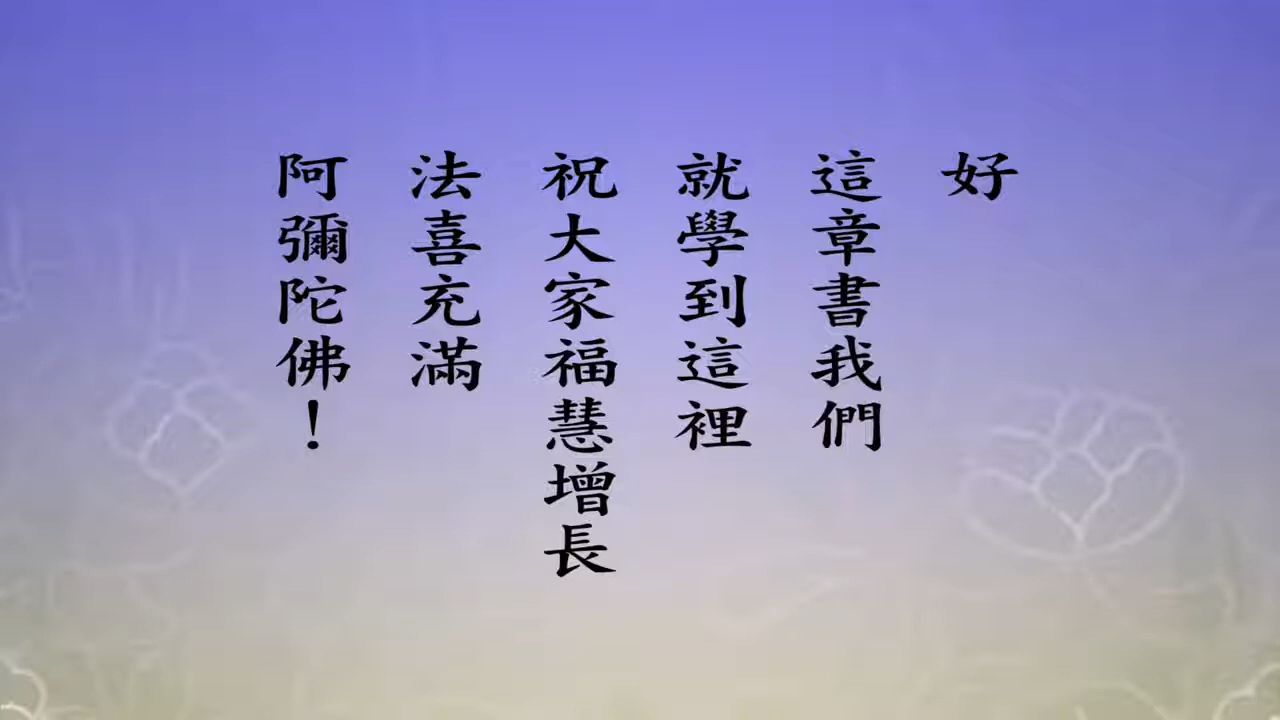 好
這章書我們
就學到這裡
祝大家福慧增長
法喜充滿
阿彌陀佛！